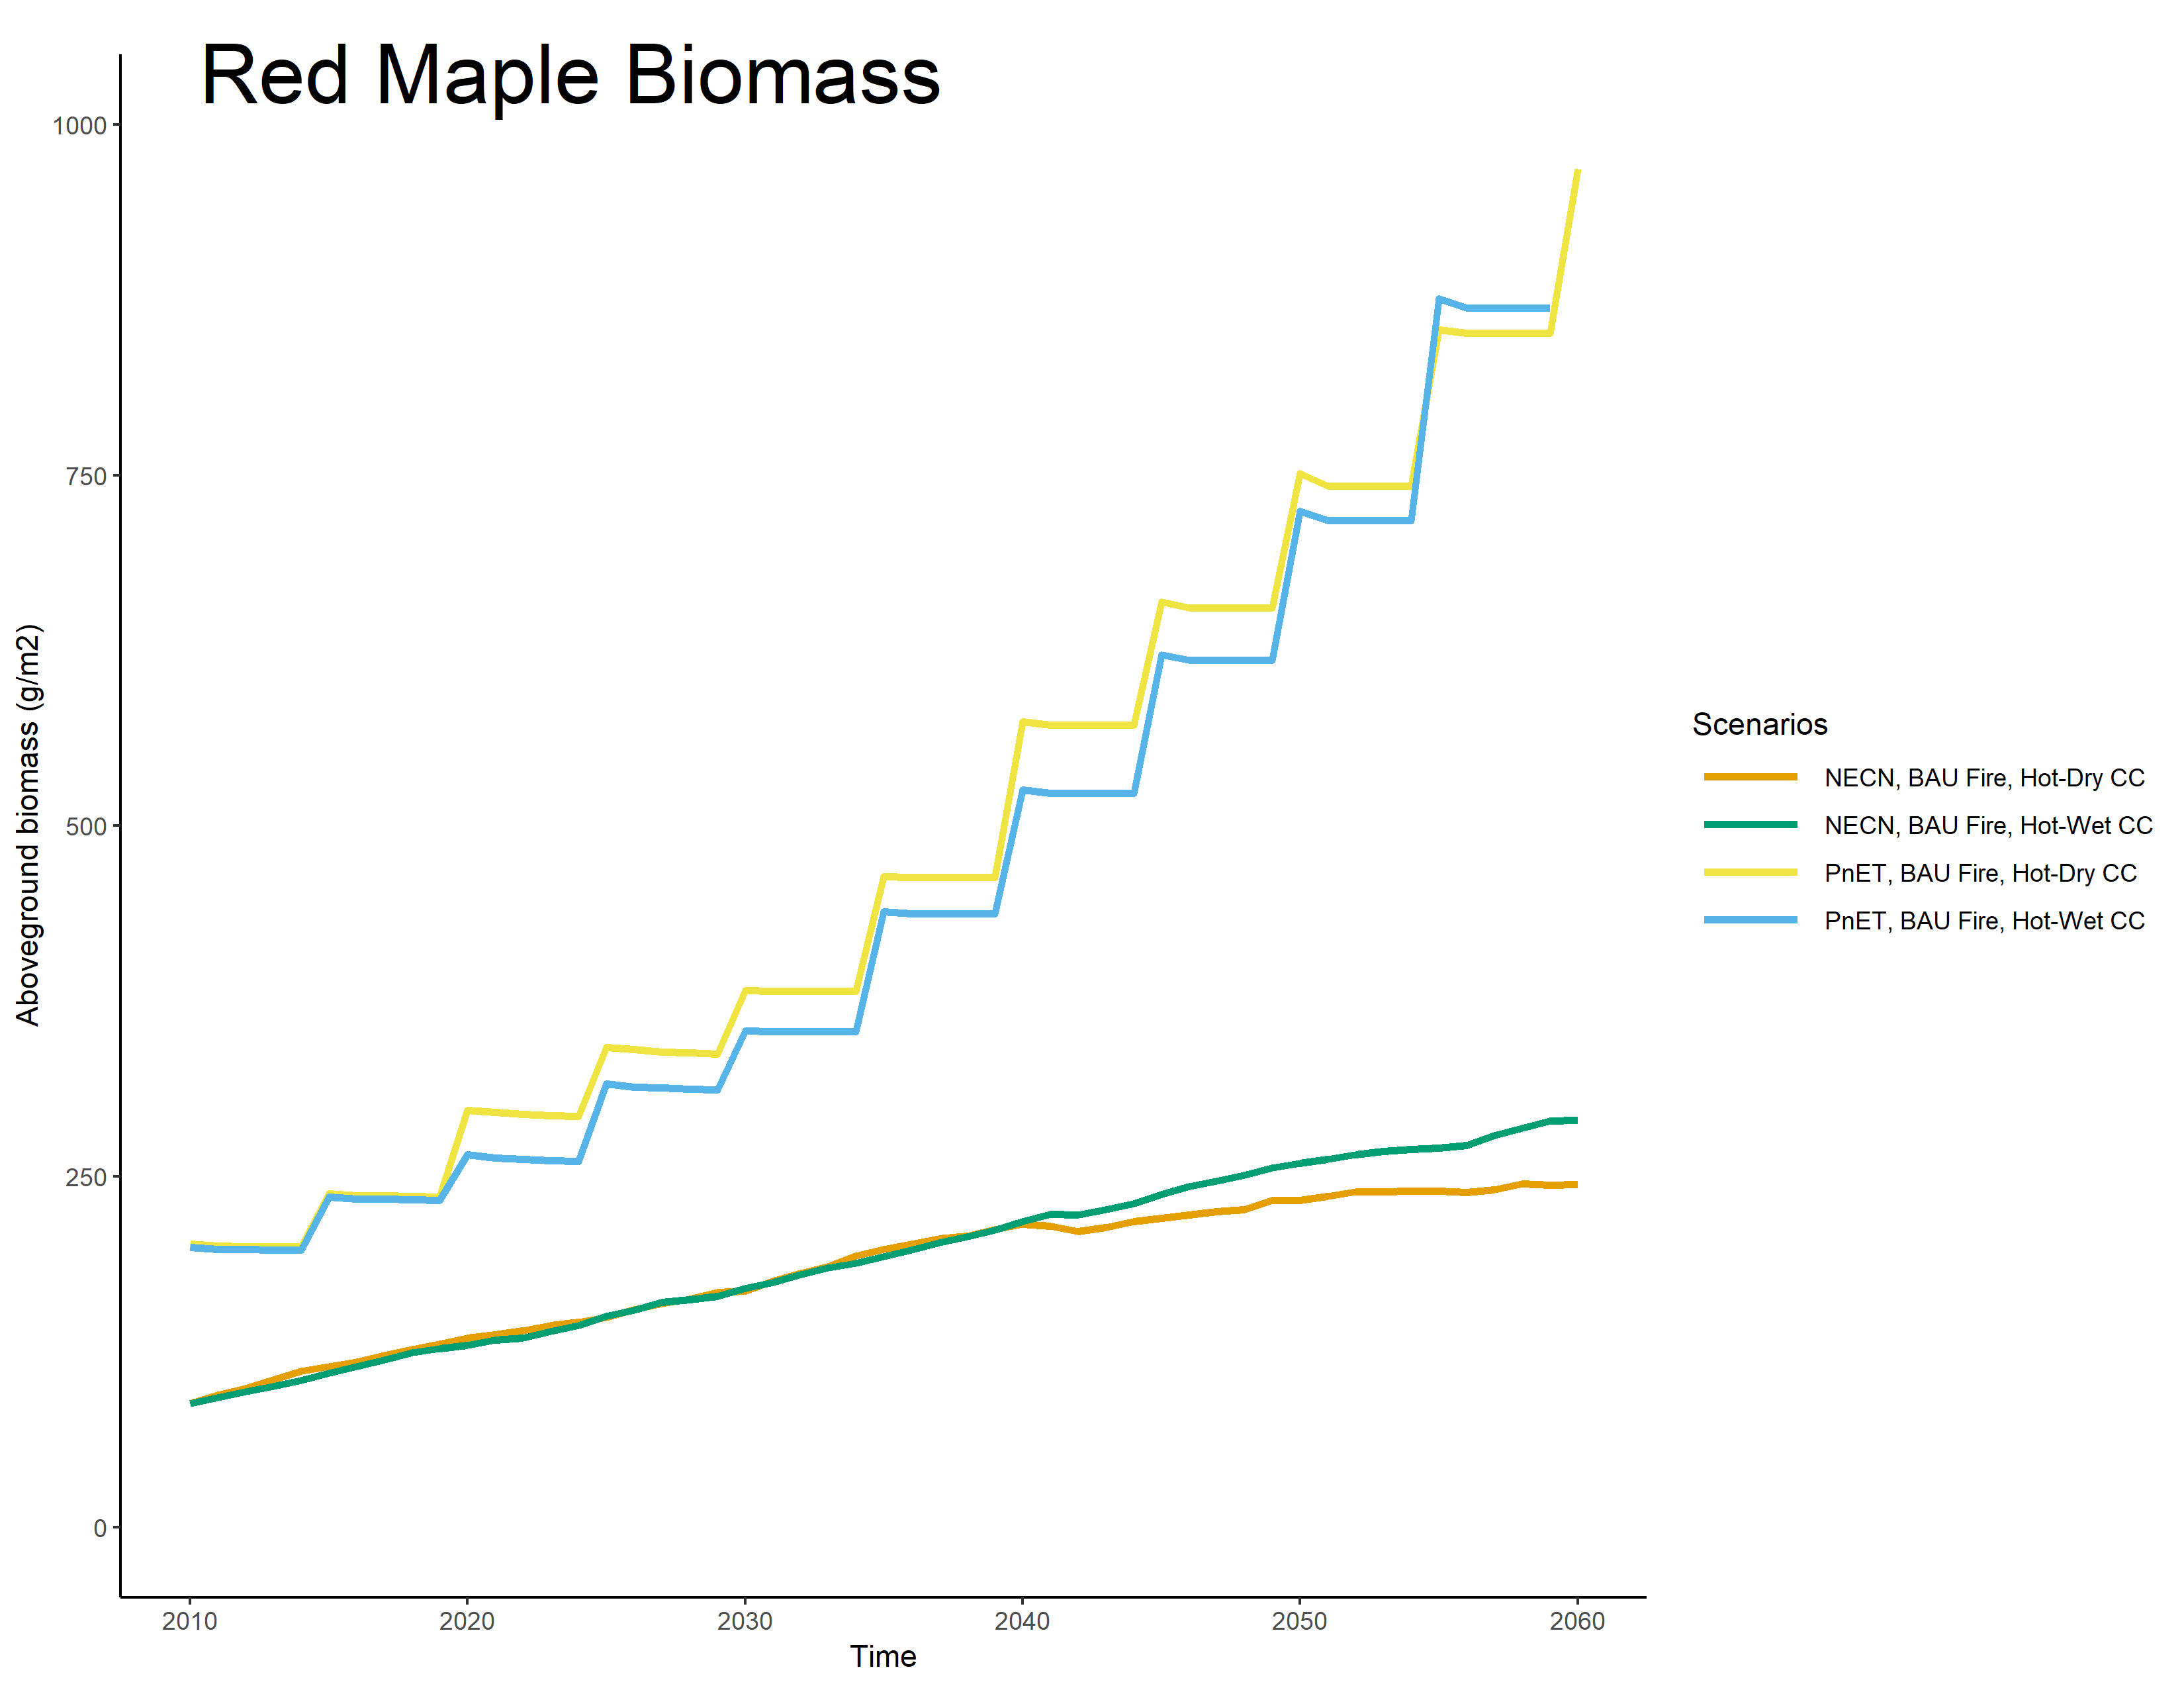 Red Maple Biomass
1000
750
500
250
0
Aboveground biomass (g/m2)
2010 2020 2030 2040 2050 2060
Time
Scenarios
NECN, BAU Fire, Hot-Dry CC
NECN, BAU Fire, Hot-Wet CC
PnET, BAU Fire, Hot-Dry CC
PnET, BAU Fire, Hot-Wet CC